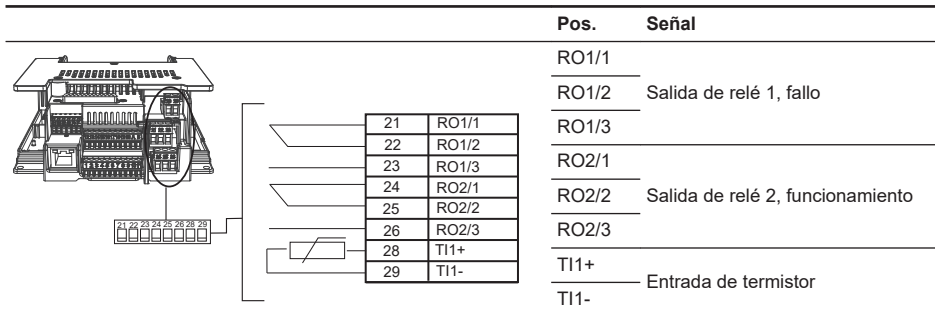 Pos. Señal
RO1/1
RO1/2 Salida de relé 1, fallo
RO1/3
RO2/1
RO2/2 Salida de relé 2, funcionamiento
RO2/3
TI1+
Entrada de termistor
TI1-
21 RO1/1
22 RO1/2
23 RO1/3
24 RO2/1
25 RO2/2
26 RO2/3
28 TI1+
29 TI1-
21 22 23 24 25 26 28 29